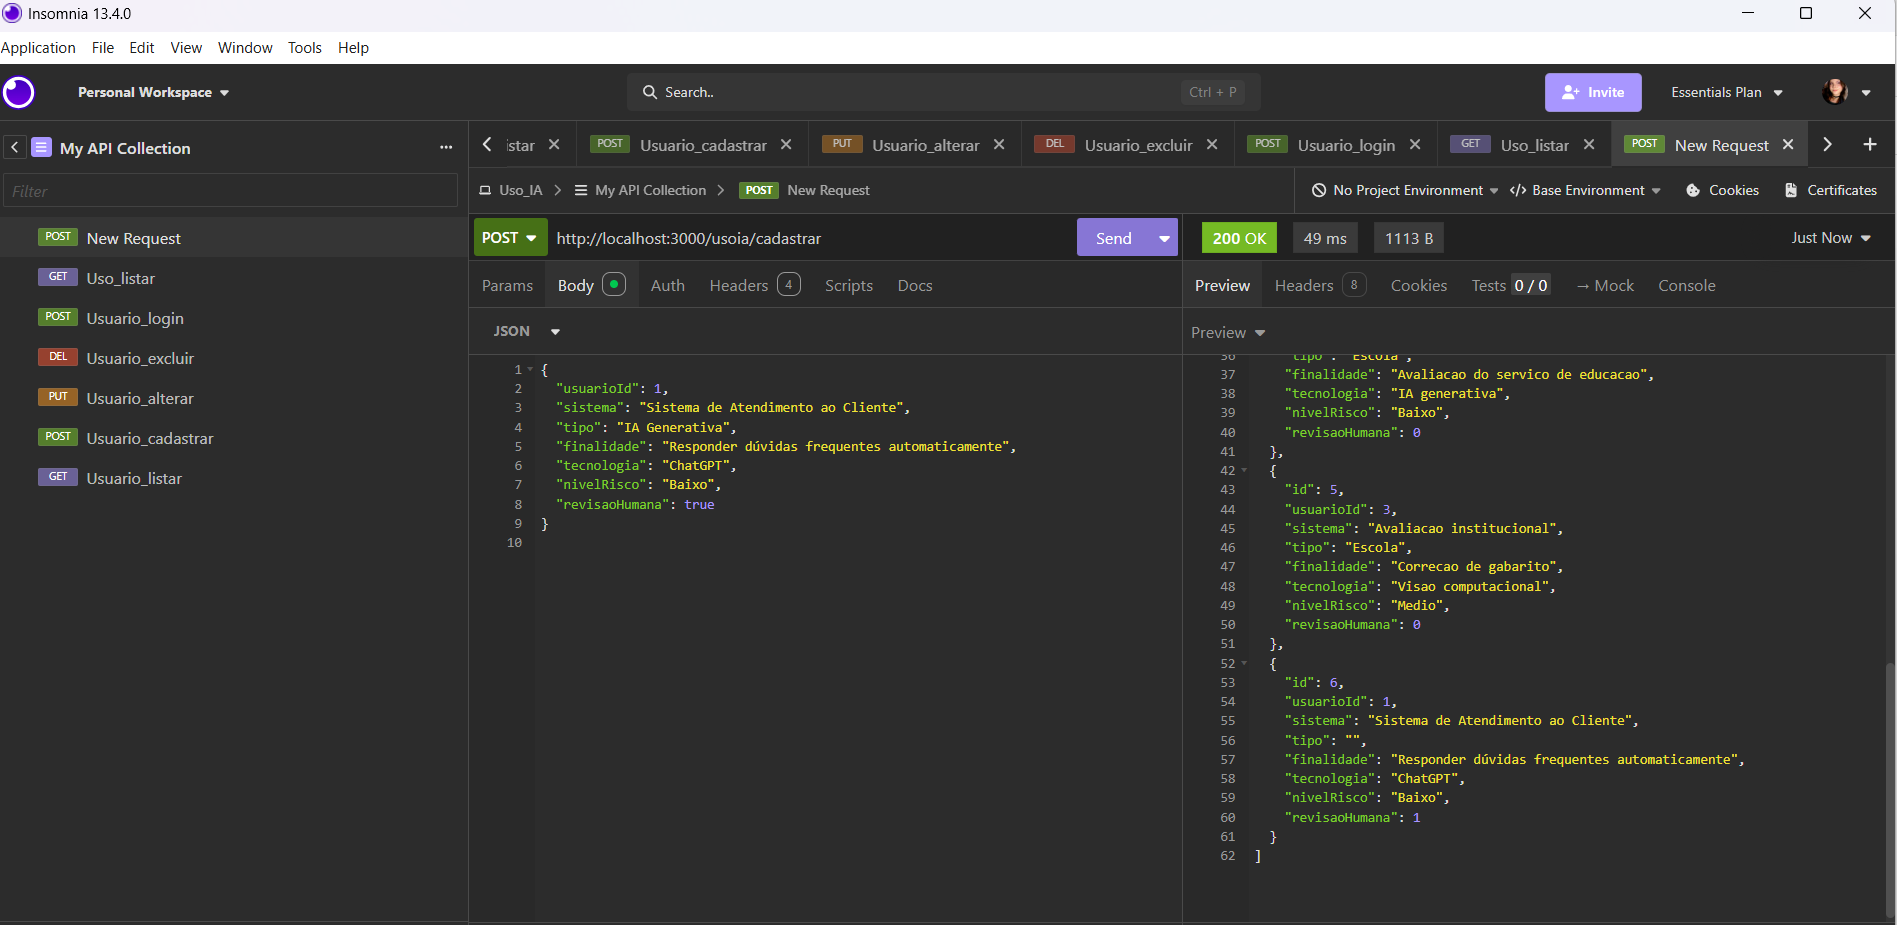 Insomnia 13.4.0
Application File Edit View Window Tools Help
Personal Workspace
Search..
Ctrl + P
Invite
Essentials Plan
My API Collection
Filter
POST New Request
GET Uso_listar
POST Usuario_login
DEL Usuario_excluir
PUT Usuario_alterar
POST Usuario_cadastrar
GET Usuario_listar
istar POST Usuario_cadastrar PUT Usuario_alterar DEL Usuario_excluir POST Usuario_login GET Uso_listar POST New Request
Uso_IA My API Collection POST New Request
No Project Environment </> Base Environment Cookies Certificates
POST http://localhost:3000/usoia/cadastrar Send
Params Body Auth Headers 4 Scripts Docs
JSON
1 {
2 "usuarioId": 1,
3 "sistema": "Sistema de Atendimento ao Cliente",
4 "tipo": "IA Generativa",
5 "finalidade": "Responder dúvidas frequentes automaticamente",
6 "tecnologia": "ChatGPT",
7 "nivelRisco": "Baixo",
8 "revisaoHumana": true
9 }
10
200 OK 49 ms 1113 B Just Now
Preview Headers 8 Cookies Tests 0 / 0 → Mock Console
Preview
36 "tipo": "Escola",
37 "finalidade": "Avaliacao do servico de educacao",
38 "tecnologia": "IA generativa",
39 "nivelRisco": "Baixo",
40 "revisaoHumana": 0
41 },
42 {
43 "id": 5,
44 "usuarioId": 3,
45 "sistema": "Avaliacao institucional",
46 "tipo": "Escola",
47 "finalidade": "Correcao de gabarito",
48 "tecnologia": "Visao computacional",
49 "nivelRisco": "Medio",
50 "revisaoHumana": 0
51 },
52 {
53 "id": 6,
54 "usuarioId": 1,
55 "sistema": "Sistema de Atendimento ao Cliente",
56 "tipo": "",
57 "finalidade": "Responder dúvidas frequentes automaticamente",
58 "tecnologia": "ChatGPT",
59 "nivelRisco": "Baixo",
60 "revisaoHumana": 1
61 }
62 ]